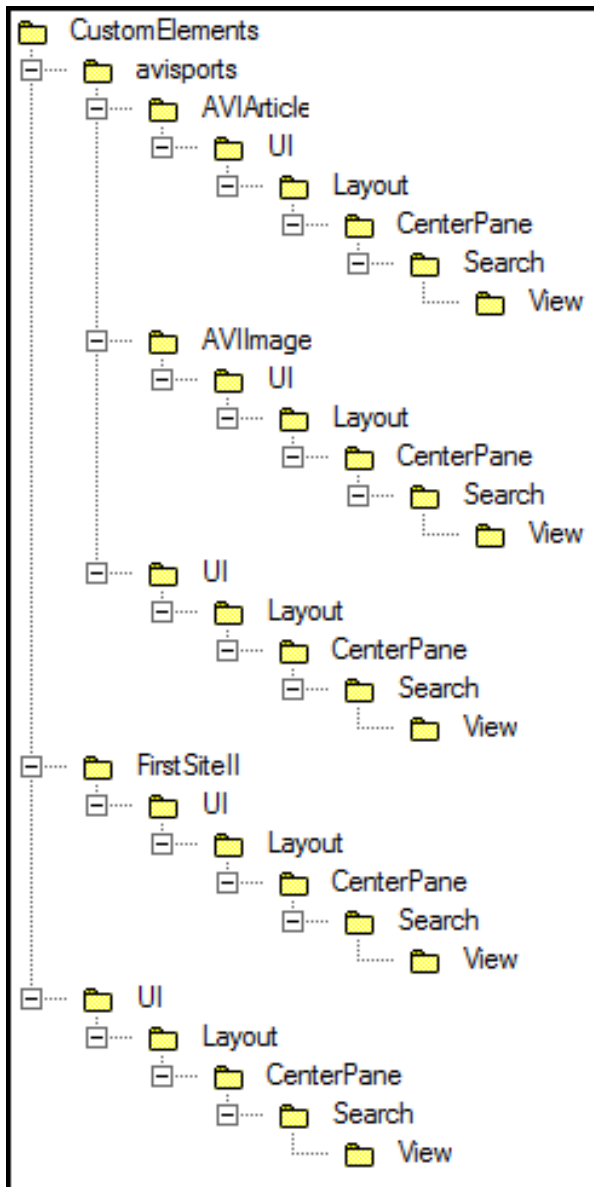 CustomElements
avisports
AVIArticle
UI
Layout
CenterPane
Search
View
AVIImage
UI
Layout
CenterPane
Search
View
UI
Layout
CenterPane
Search
View
FirstSiteII
UI
Layout
CenterPane
Search
View
UI
Layout
CenterPane
Search
View